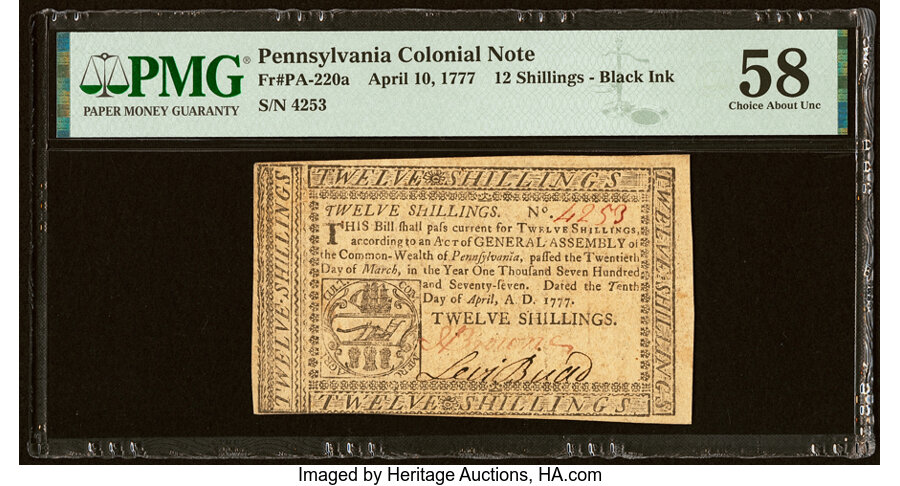 PMG®
PAPER MONEY GUARANTY
Pennsylvania Colonial Note
Fr#PA-220a April 10, 1777 12 Shillings - Black Ink
S/N 4253
58
Choice About Unc
TWELVE SHILLINGS
TWELVE·SHILLINGS
TWELVE SHILLINGS. No. 4253
THIS Bill ſhall paſs current for TWELVE SHILLINGS,
according to an ACT of GENERAL ASSEMBLY of
the Common-Wealth of Pennſylvania, paſſed the Twentieth
Day of March, in the Year One Thouſand Seven Hundred
and Seventy-ſeven. Dated the Tenth
Day of April, A. D. 1777.
TWELVE SHILLINGS.
Levi Budd
TWELVE·SHILLINGS
TWELVE SHILLINGS
Imaged by Heritage Auctions, HA.com